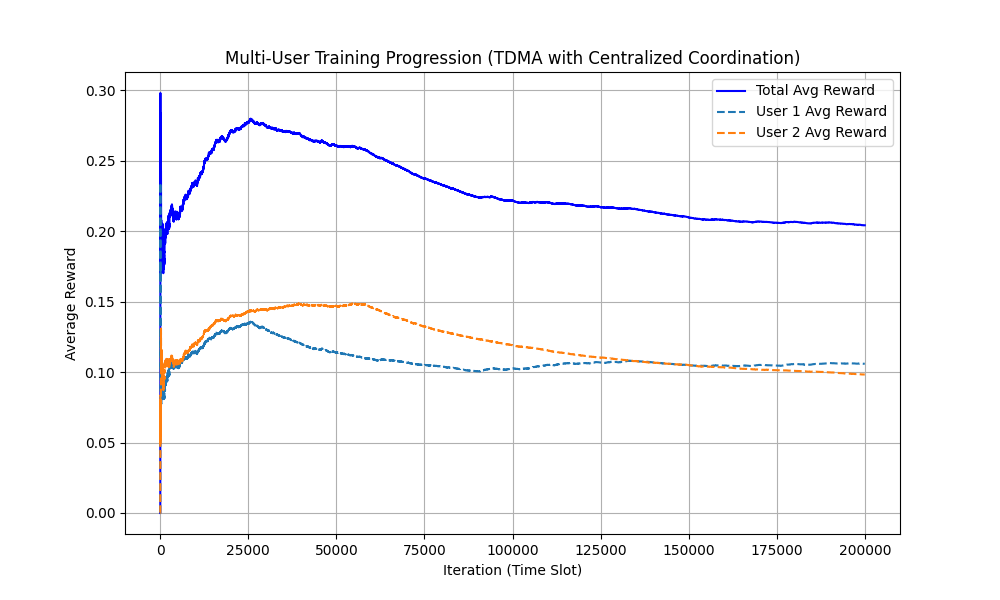 Multi-User Training Progression (TDMA with Centralized Coordination)
Total Avg Reward
User 1 Avg Reward
User 2 Avg Reward
Average Reward
0.30
0.25
0.20
0.15
0.10
0.05
0.00
0 25000 50000 75000 100000 125000 150000 175000 200000
Iteration (Time Slot)